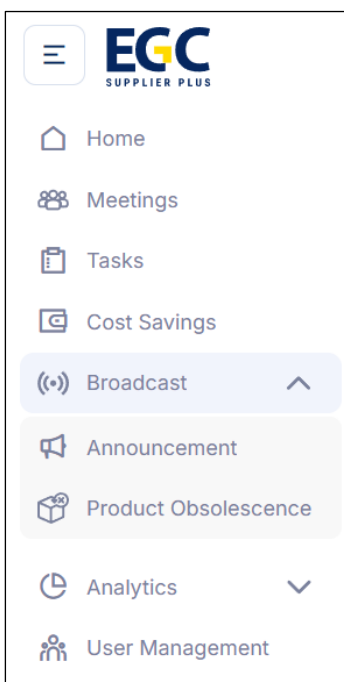 EGC
SUPPLIER PLUS
Home
Meetings
Tasks
Cost Savings
Broadcast
Announcement
Product Obsolescence
Analytics
User Management